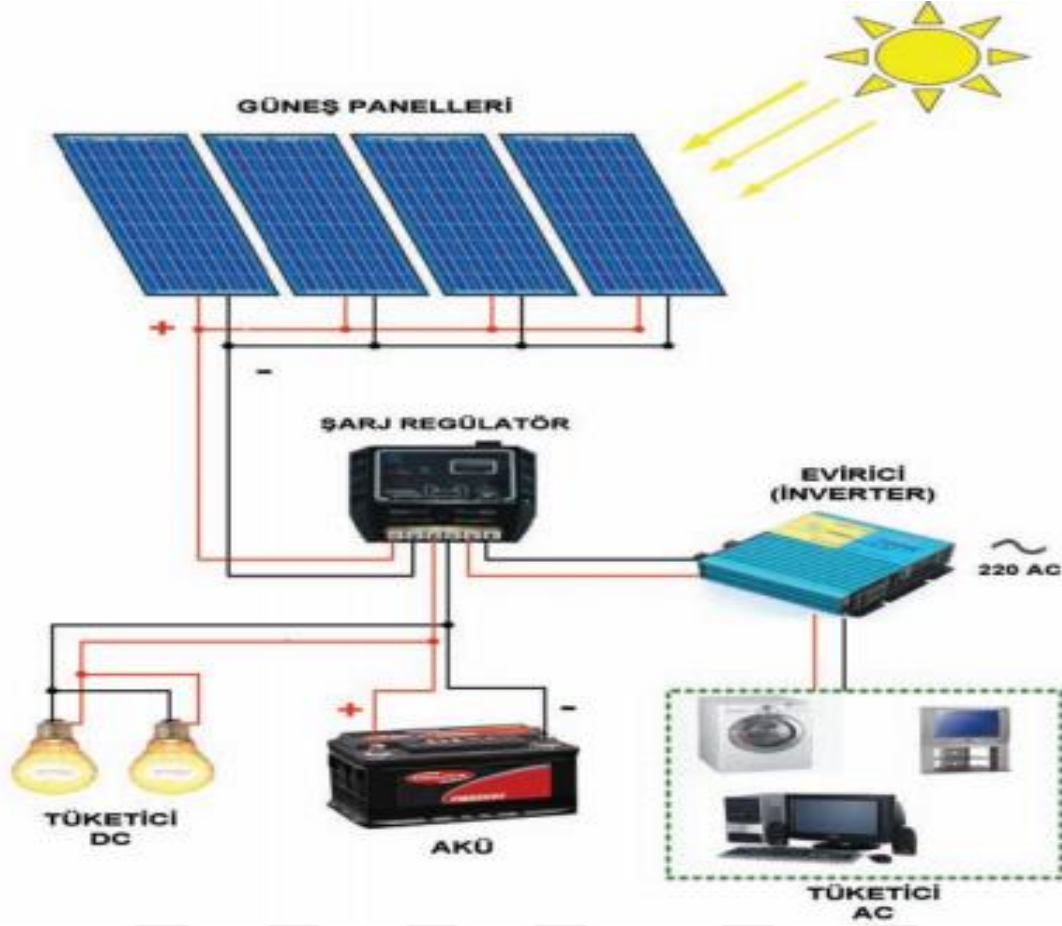 GÜNEŞ PANELLERİ
+
-
ŞARJ REGÜLATÖR
EVİRİCİ
(İNVERTER)
220 AC
+
-
TÜKETİCİ
DC
AKÜ
TÜKETİCİ
AC